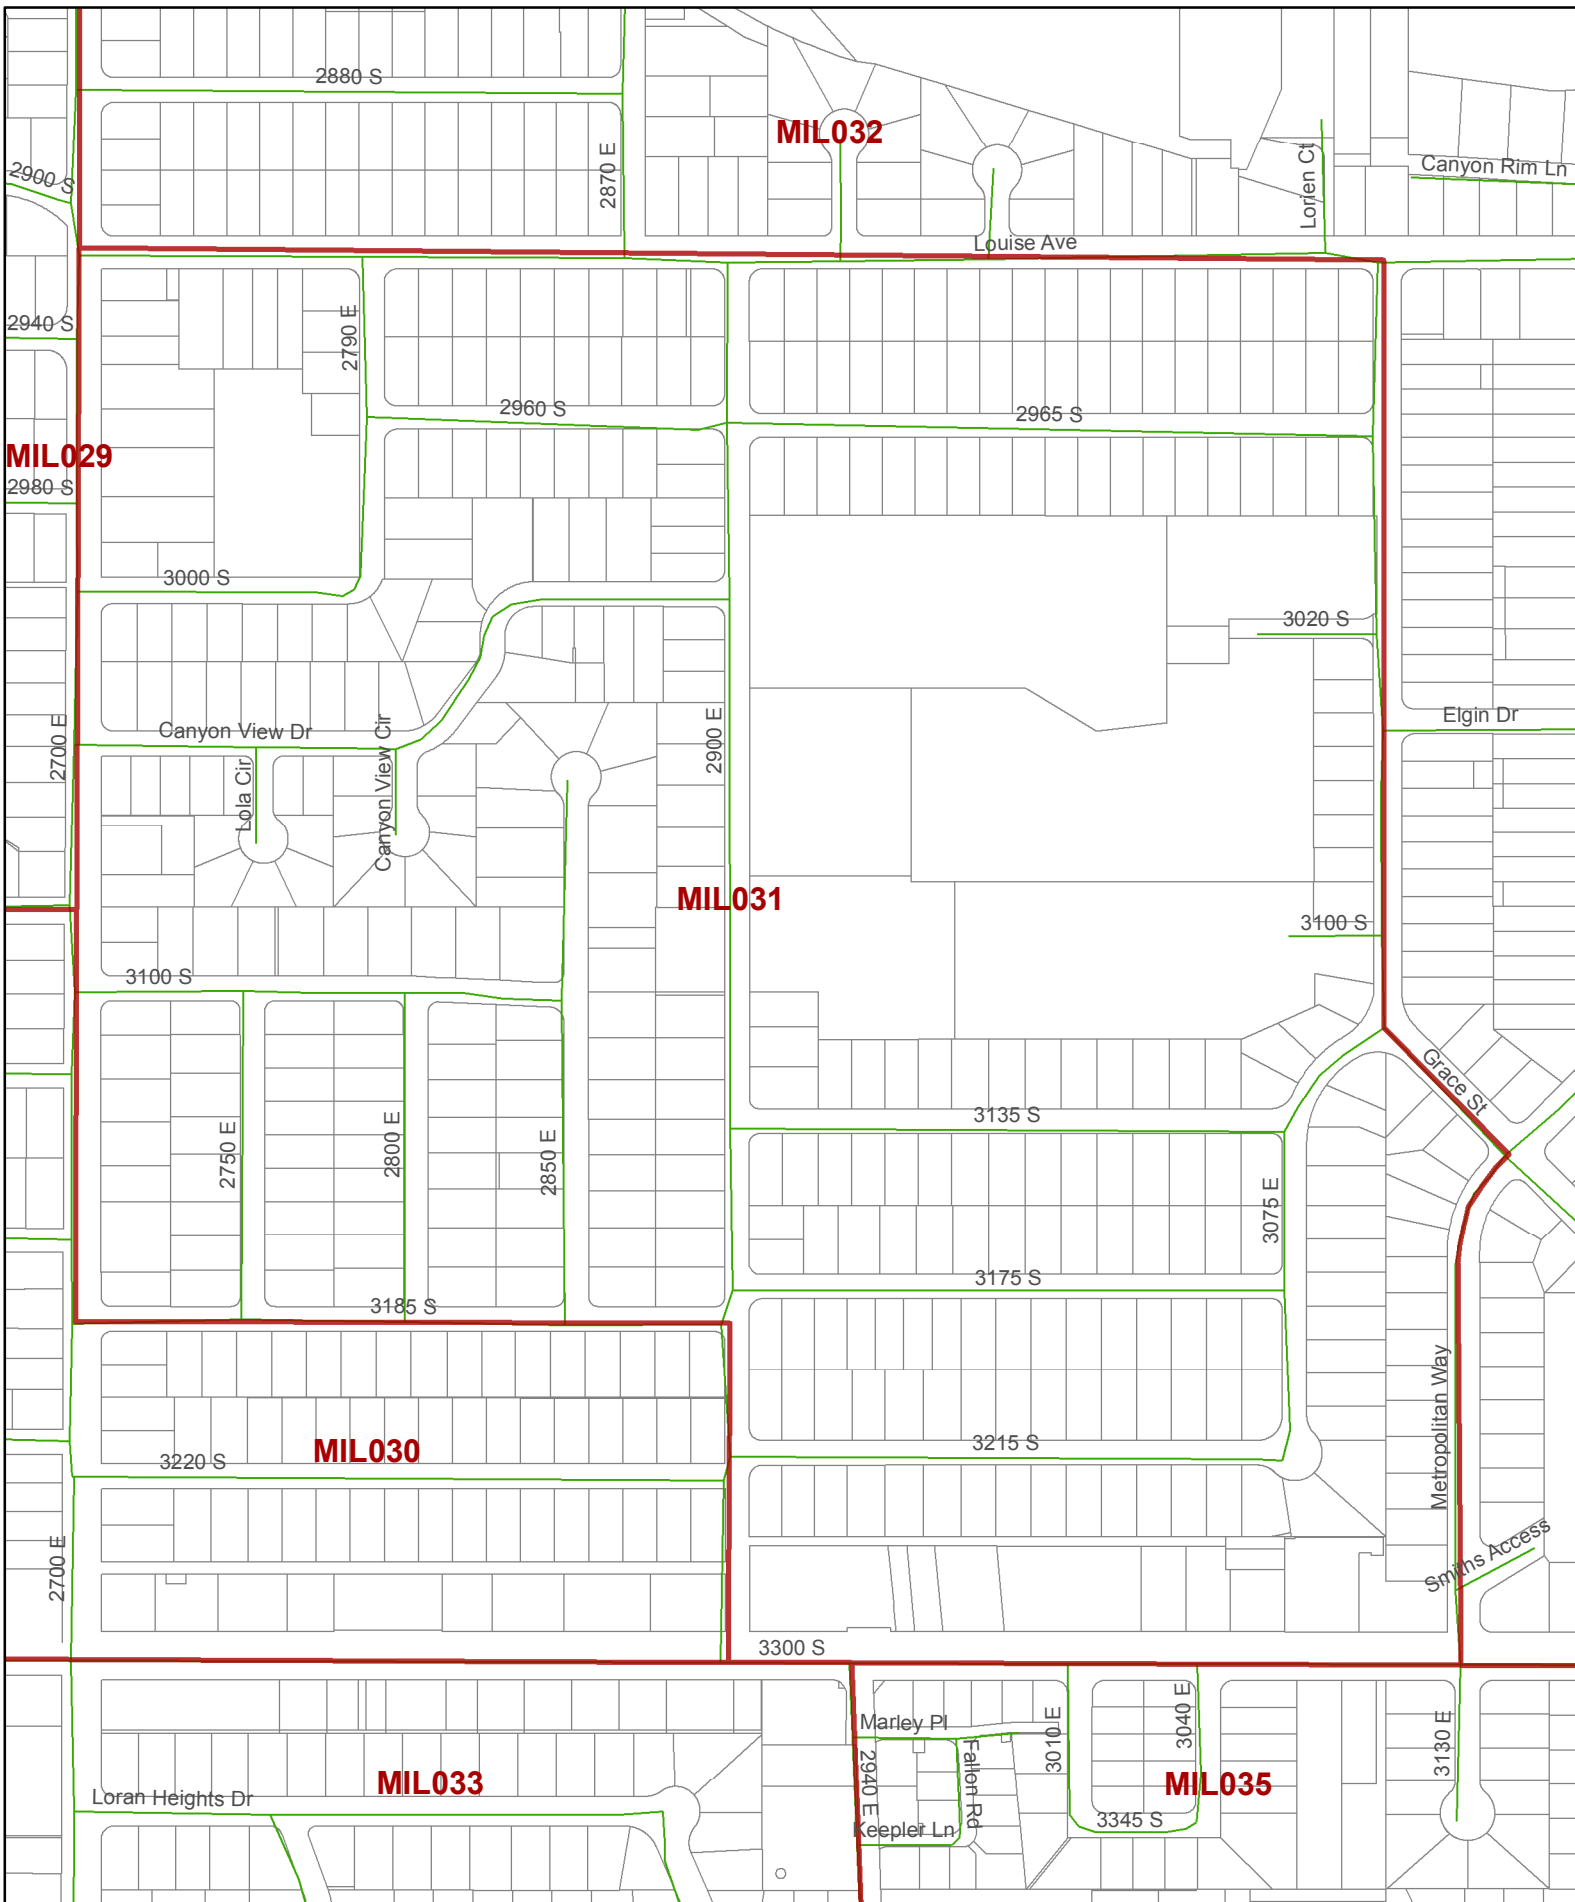 2880 S
MIL032
2870 E
Lorien Ct
Canyon Rim Ln
2900 S
Louise Ave
2940 S
2790 E
2960 S
2965 S
MIL029
2980 S
3000 S
3020 S
2700 E
Canyon View Dr
Canyon View Cir
Lola Cir
2900 E
Elgin Dr
MIL031
3100 S
3100 S
2750 E
2800 E
2850 E
3135 S
Grace St
3075 E
3175 S
3185 S
Metropolitan Way
3215 S
MIL030
3220 S
2700 E
Smiths Access
3300 S
Marley Pl
3010 E
3040 E
3130 E
MIL033
2940 E
Fallon Rd
MIL035
Loran Heights Dr
Keepler Ln
3345 S